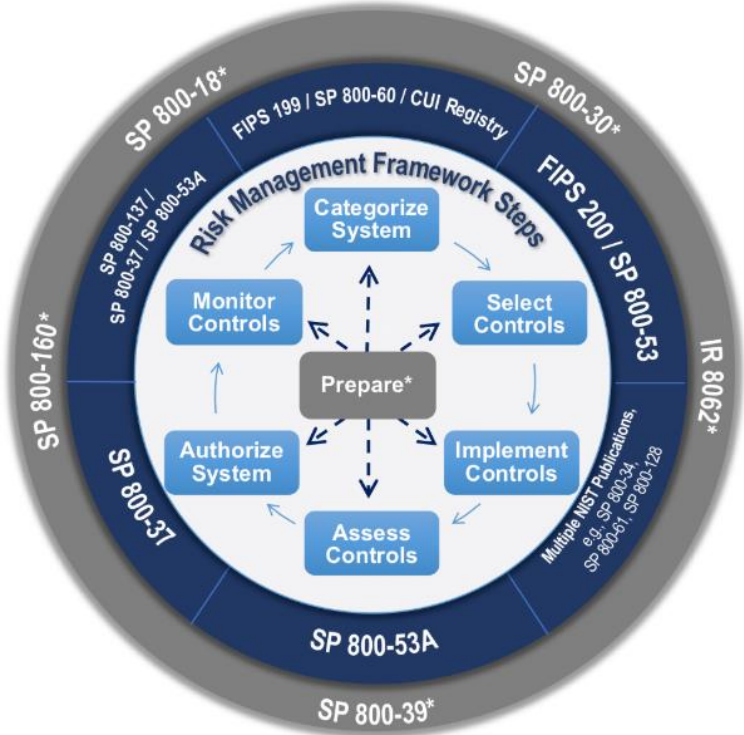 SP 800-18*
SP 800-30*
IR 8062*
SP 800-39*
SP 800-160*
FIPS 199 / SP 800-60 / CUI Registry
FIPS 200 / SP 800-53
Multiple NIST Publications,
e.g., SP 800-34,
SP 800-61, SP 800-128
SP 800-53A
SP 800-37
SP 800-137 /
SP 800-37 / SP 800-53A
Risk Management Framework Steps
Categorize
System
Select
Controls
Implement
Controls
Assess
Controls
Authorize
System
Monitor
Controls
Prepare*